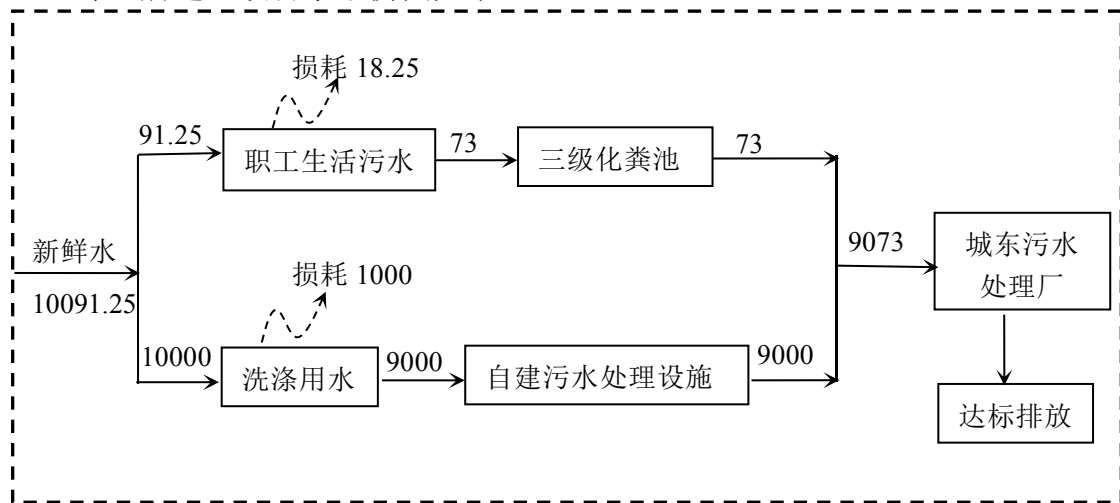 损耗 18.25
91.25
职工生活污水
73
三级化粪池
73
新鲜水
10091.25
9073
城东污水
处理厂
损耗 1000
10000
洗涤用水
9000
自建污水处理设施
9000
达标排放